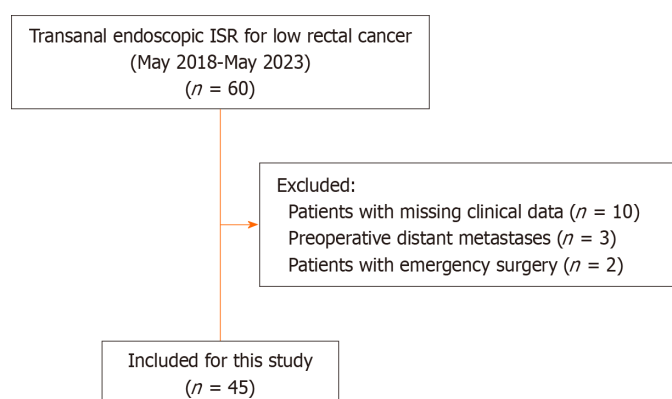 Transanal endoscopic ISR for low rectal cancer
(May 2018-May 2023)
(n = 60)
Excluded:
Patients with missing clinical data (n = 10)
Preoperative distant metastases (n = 3)
Patients with emergency surgery (n = 2)
Included for this study
(n = 45)